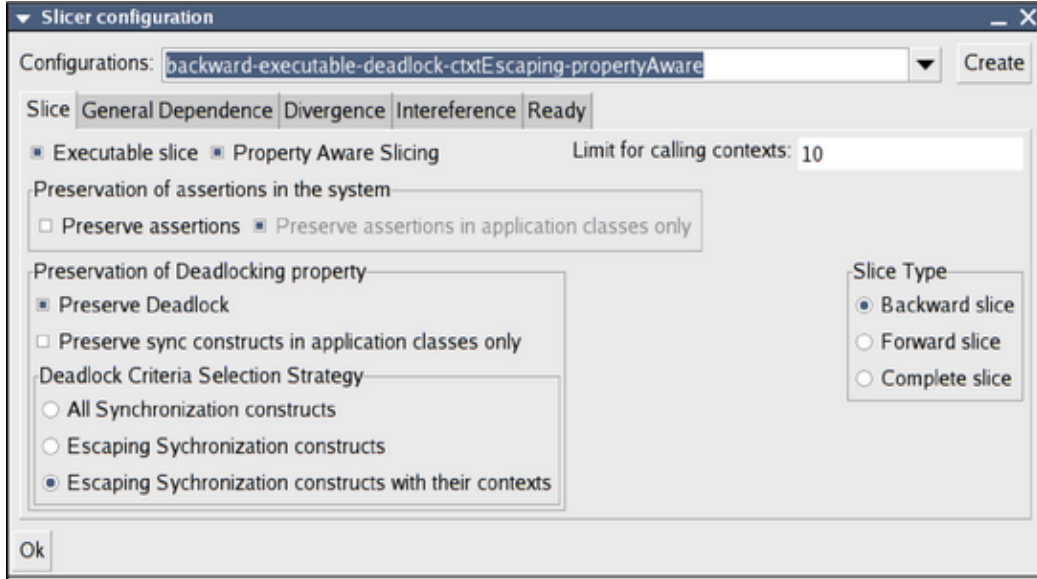 Slicer configuration
Configurations: backward-executable-deadlock-ctxtEscaping-propertyAware Create
Slice General Dependence Divergence Intereference Ready
Executable slice Property Aware Slicing Limit for calling contexts: 10
Preservation of assertions in the system
Preserve assertions Preserve assertions in application classes only
Preservation of Deadlocking property
Preserve Deadlock
Preserve sync constructs in application classes only
Deadlock Criteria Selection Strategy
All Synchronization constructs
Escaping Sychronization constructs
Escaping Sychronization constructs with their contexts
Slice Type
Backward slice
Forward slice
Complete slice
Ok